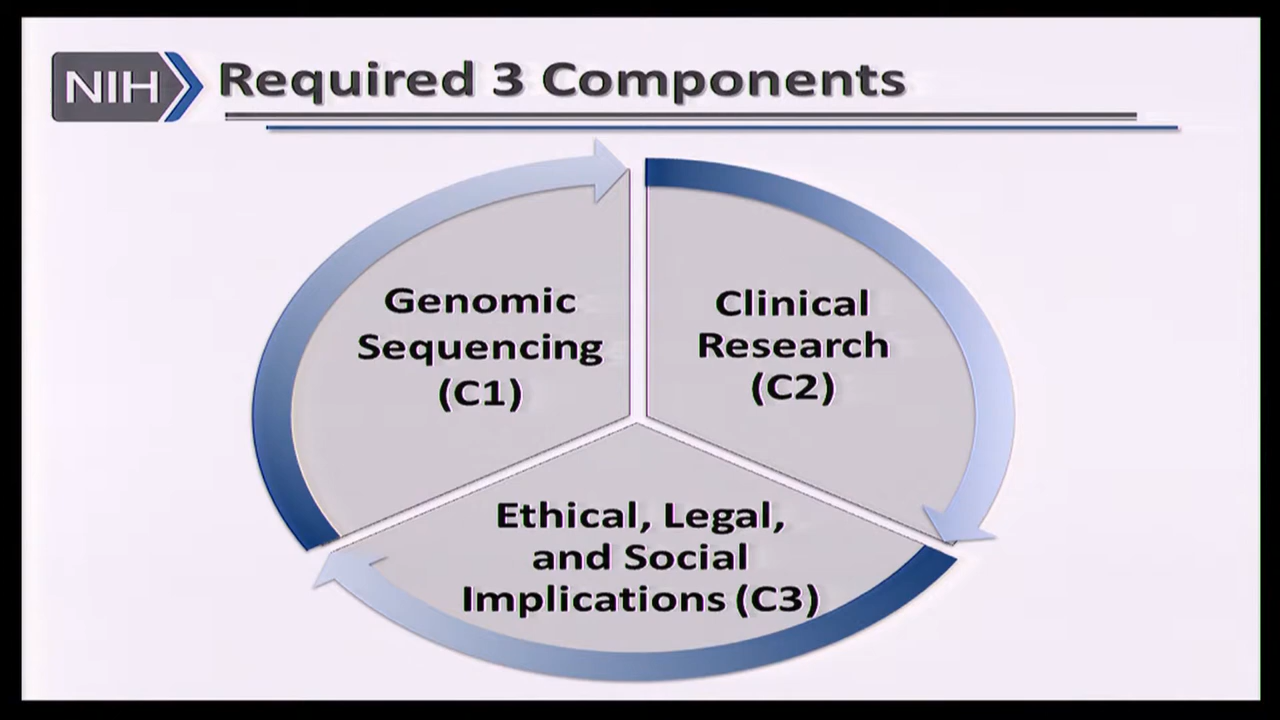 NIH
Required 3 Components
Genomic
Sequencing
(C1)
Clinical
Research
(C2)
Ethical, Legal,
and Social
Implications (C3)